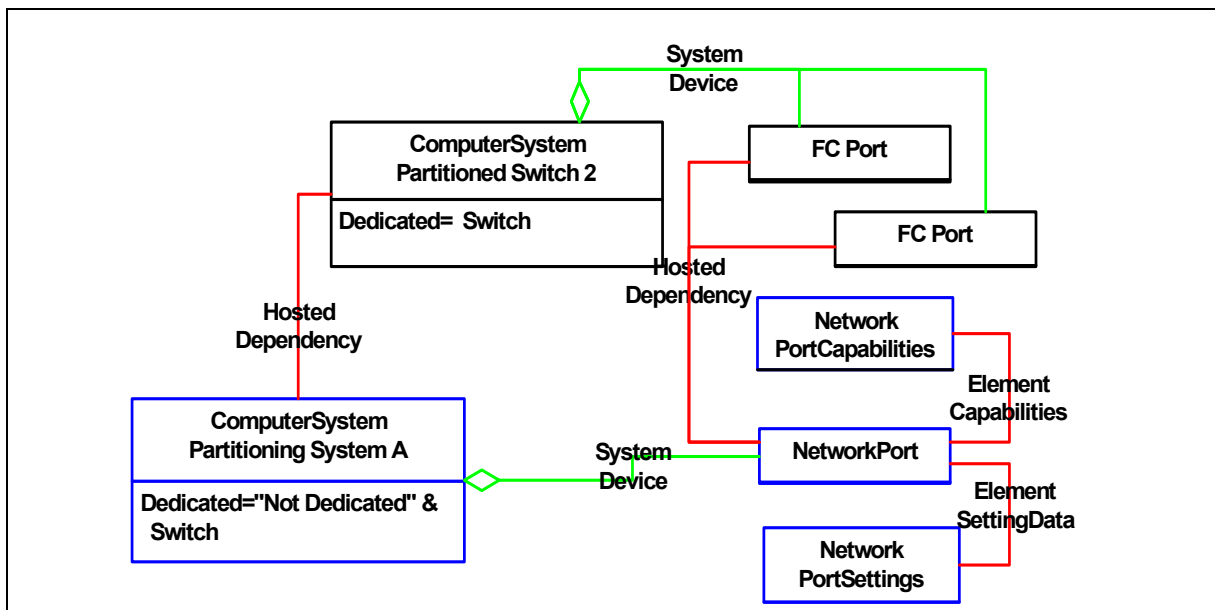 System
Device
ComputerSystem
Partitioned Switch 2
Dedicated= Switch
FC Port
FC Port
Hosted
Dependency
Hosted
Dependency
Network
PortCapabilities
Element
Capabilities
ComputerSystem
Partitioning System A
Dedicated="Not Dedicated" &
Switch
System
Device
NetworkPort
Element
SettingData
Network
PortSettings